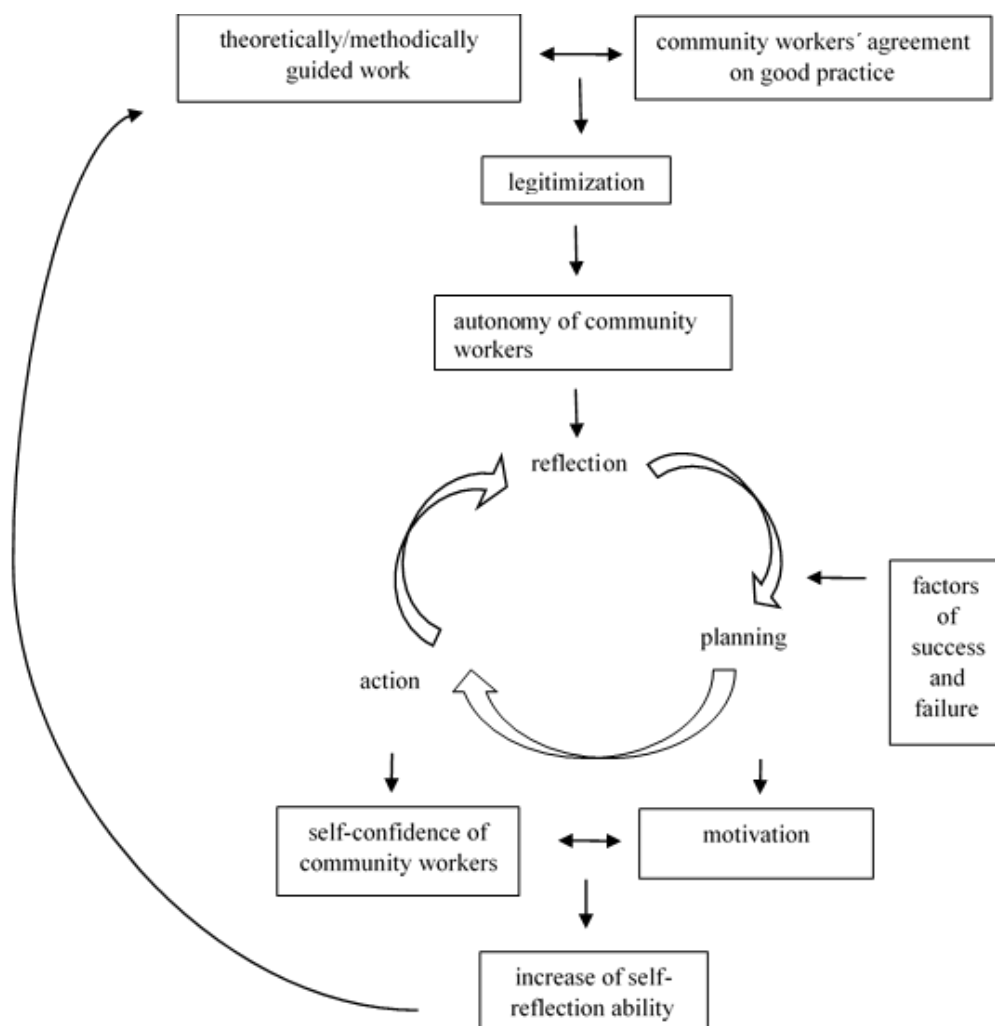 theoretically/methodically
guided work
community workers´ agreement
on good practice
legitimization
autonomy of community
workers
reflection
factors
of
success
and
failure
planning
action
self-confidence of
community workers
motivation
increase of self-
reflection ability